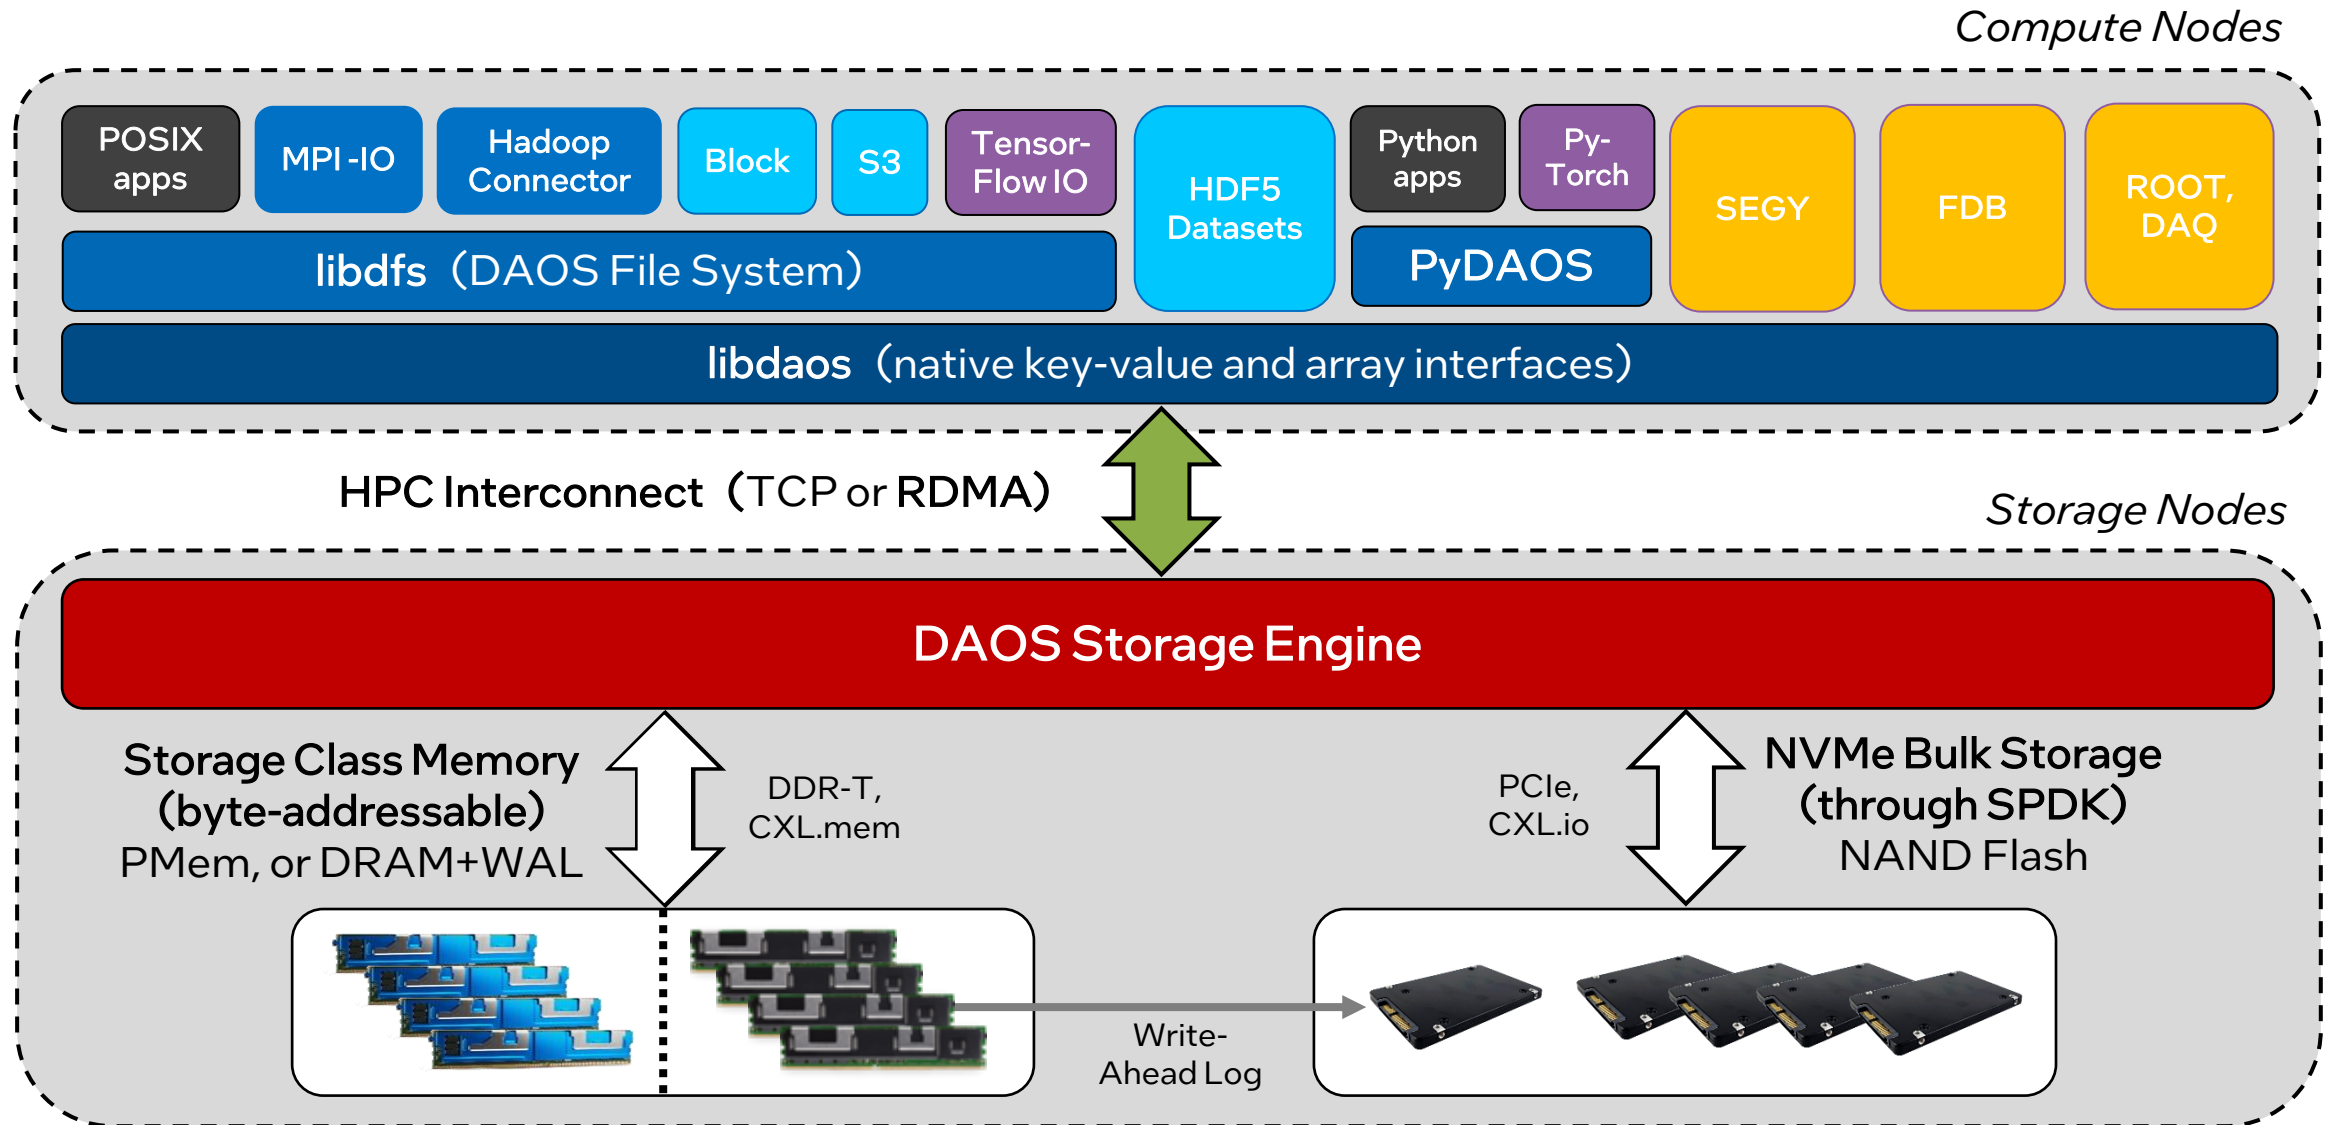 Compute Nodes
POSIX
apps
MPI -IO
Hadoop
Connector
Block
S3
Tensor-
Flow IO
HDF5
Datasets
Python
apps
Py-
Torch
SEGY
FDB
ROOT,
DAQ
libdfs (DAOS File System)
PyDAOS
libdaos (native key-value and array interfaces)
HPC Interconnect (TCP or RDMA)
Storage Nodes
DAOS Storage Engine
Storage Class Memory
(byte-addressable)
PMem, or DRAM+WAL
DDR-T,
CXL.mem
PCIe,
CXL.io
NVMe Bulk Storage
(through SPDK)
NAND Flash
Write-
Ahead Log